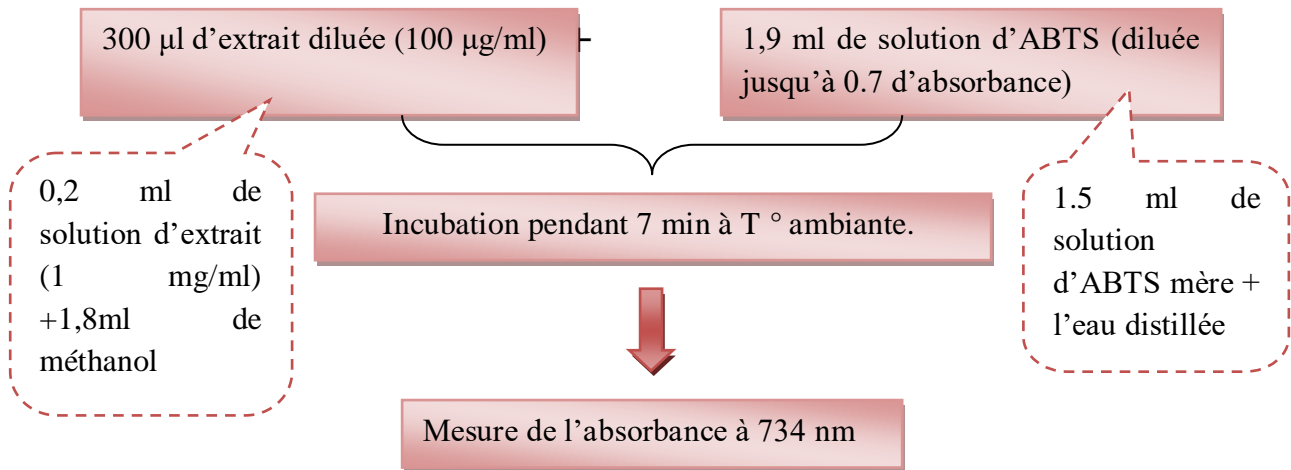 300 μl d'extrait diluée (100 μg/ml) +
1,9 ml de solution d'ABTS (diluée
jusqu'à 0.7 d'absorbance)
0,2 ml de
solution d'extrait
(1 mg/ml)
+1,8ml de
méthanol
Incubation pendant 7 min à T ° ambiante.
1.5 ml de
solution
d'ABTS mère +
l'eau distillée
Mesure de l'absorbance à 734 nm